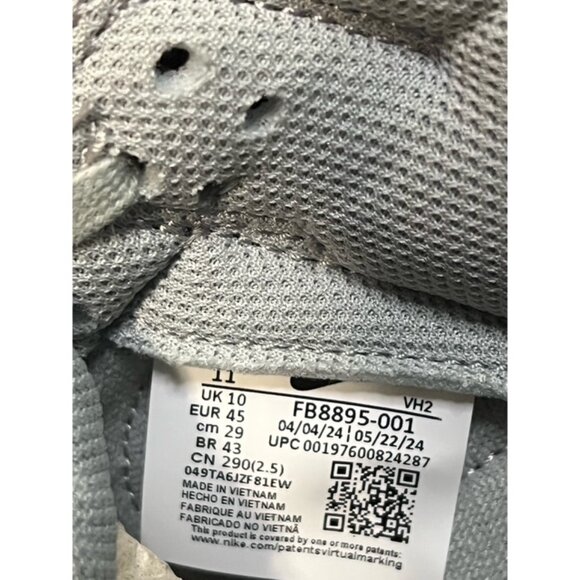 11
VH2
UK 10
FB8895-001
EUR 45
04/04/24|05/22/24
cm 29
UPC 00197600824287
BR 43
CN 290(2.5)
049TA6JZF81EW
MADE IN VIETNAM
HECHO EN VIETNAM
FABRIQUE AU VIETNAM
FABRICADO NO VIETNÃ
This product is covered by one or more patents:
www.nike.com/patentsvirtualmarking